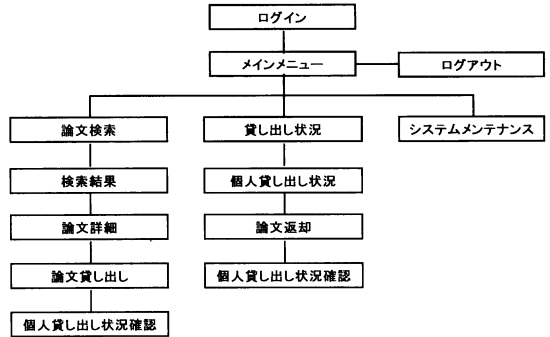 ログイン
メインメニュー
ログアウト
論文検索
貸し出し状況
システムメンテナンス
検索結果
個人貸し出し状況
論文詳細
論文返却
論文貸し出し
個人貸し出し状況確認
個人貸し出し状況確認